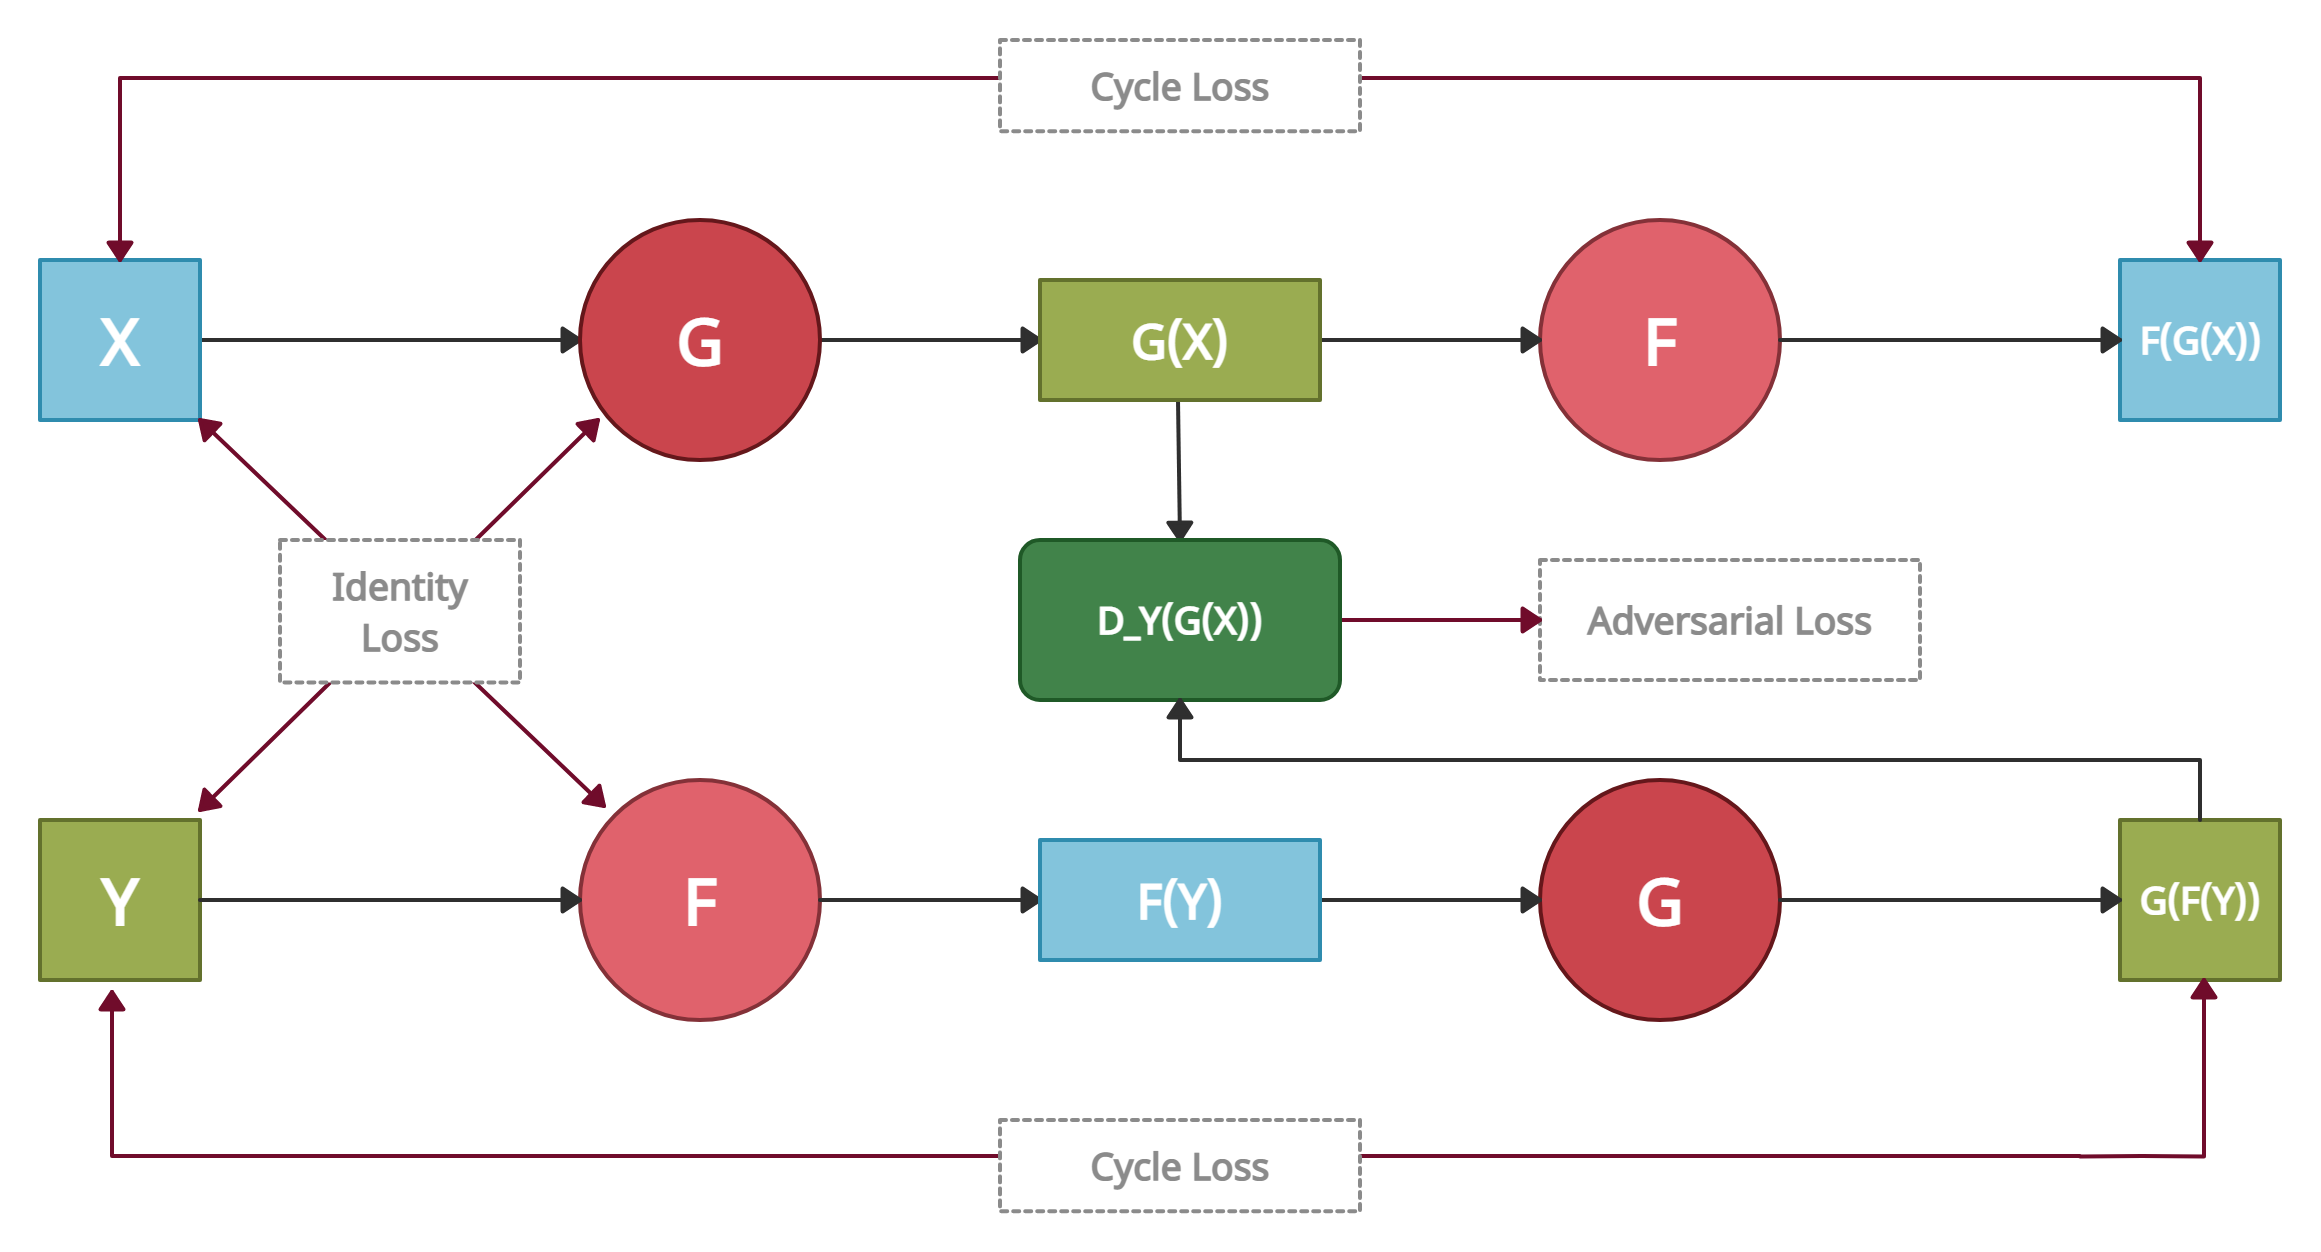 Cycle Loss
X
G
G(X)
F
F(G(X))
Identity
Loss
D_Y(G(X))
Adversarial Loss
Y
F
F(Y)
G
G(F(Y))
Cycle Loss